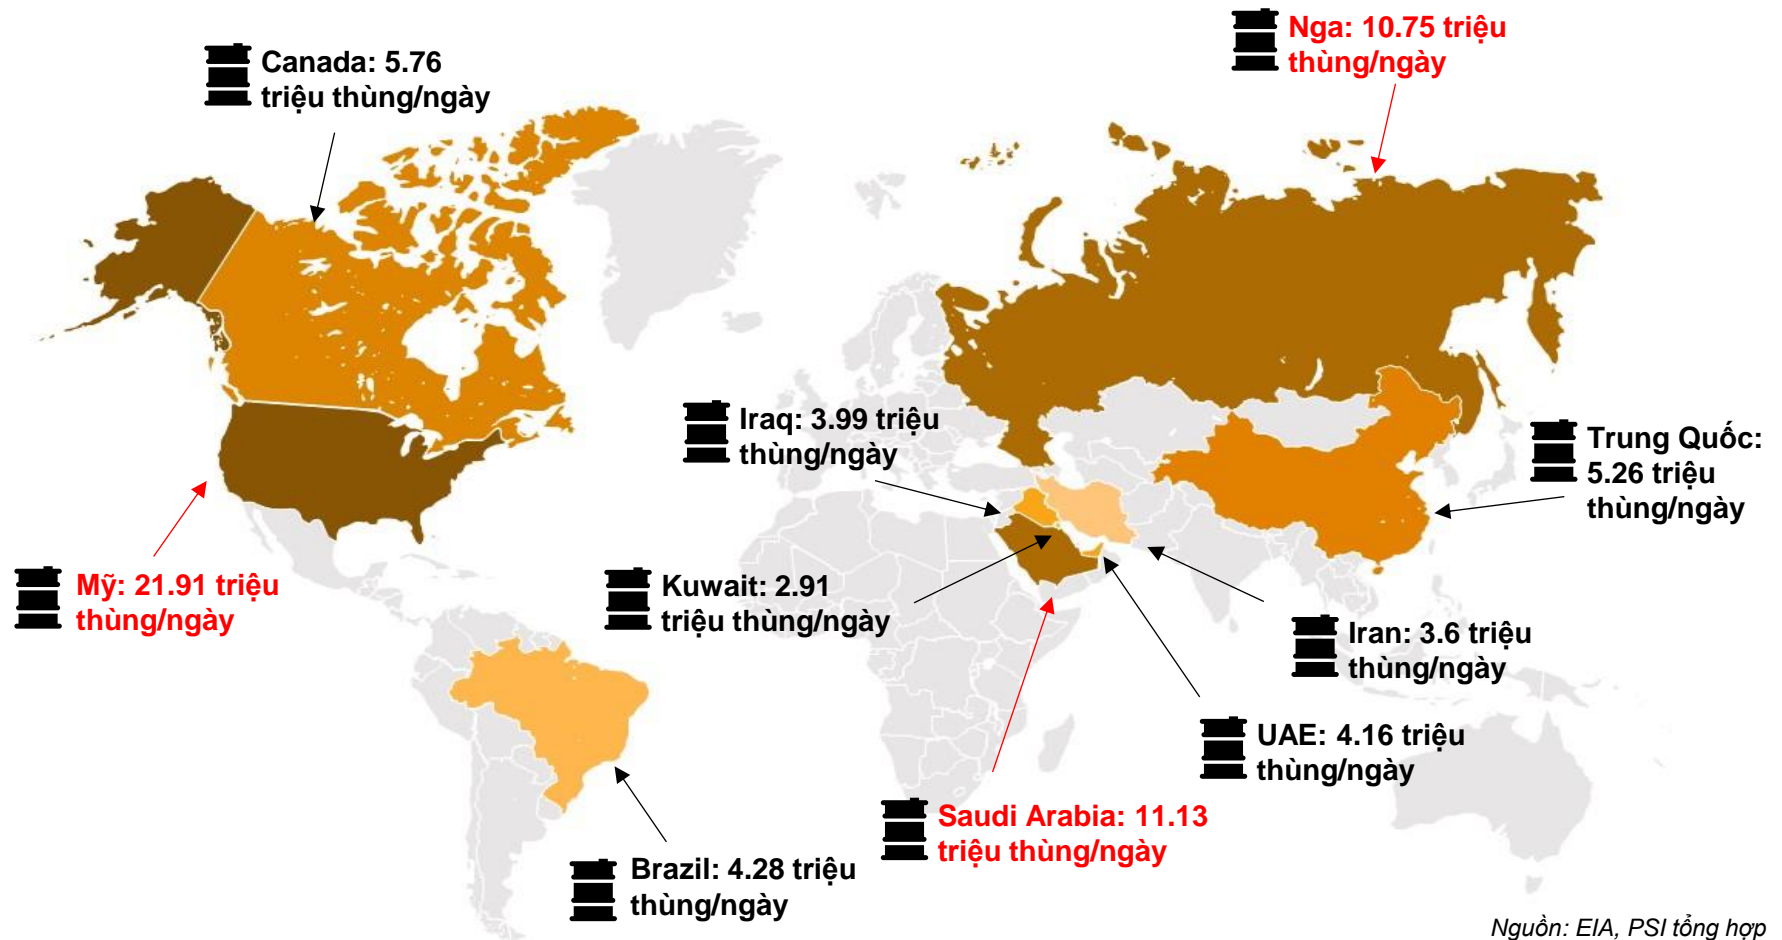 Nga: 10.75 triệu
thùng/ngày
Canada: 5.76
triệu thùng/ngày
Iraq: 3.99 triệu
thùng/ngày
Trung Quốc:
5.26 triệu
thùng/ngày
Mỹ: 21.91 triệu
thùng/ngày
Kuwait: 2.91
triệu thùng/ngày
Iran: 3.6 triệu
thùng/ngày
UAE: 4.16 triệu
thùng/ngày
Saudi Arabia: 11.13
triệu thùng/ngày
Brazil: 4.28 triệu
thùng/ngày
Nguồn: EIA, PSI tổng hợp